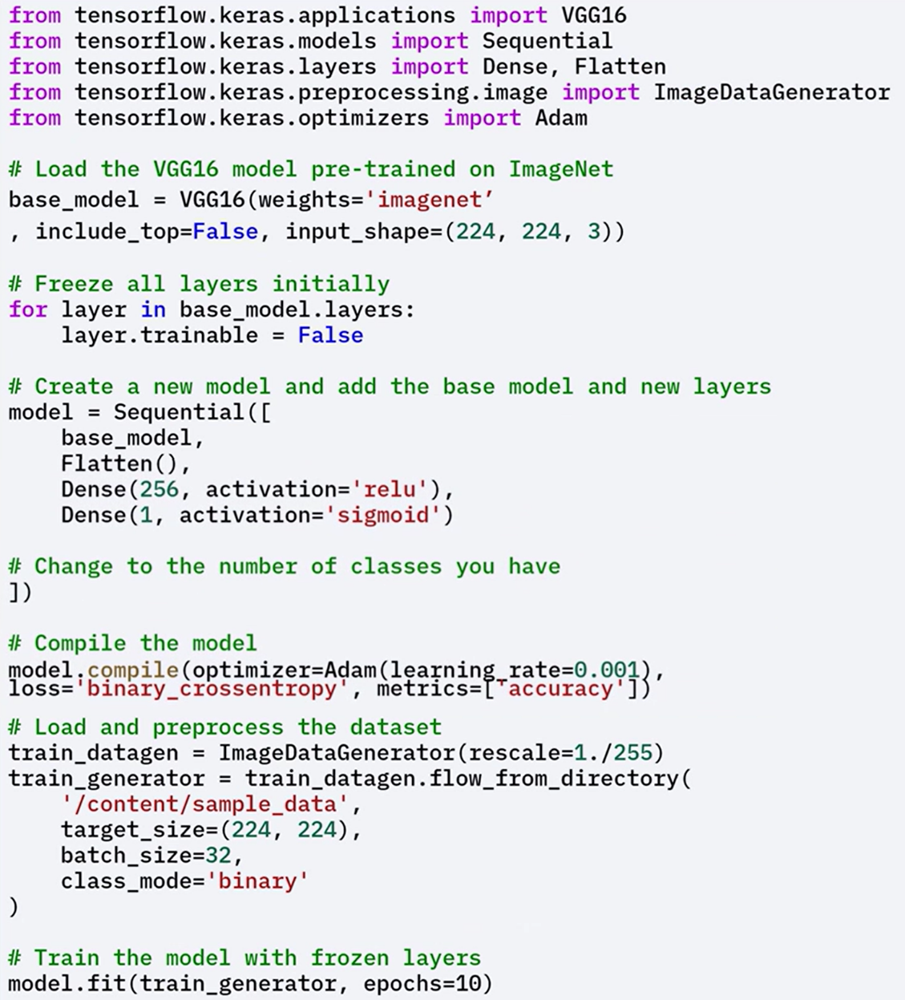 from tensorflow.keras.applications import VGG16
from tensorflow.keras.models import Sequential
from tensorflow.keras.layers import Dense, Flatten
from tensorflow.keras.preprocessing.image import ImageDataGenerator
from tensorflow.keras.optimizers import Adam
# Load the VGG16 model pre-trained on ImageNet
base_model = VGG16(weights='imagenet’
, include_top=False, input_shape=(224, 224, 3))
# Freeze all layers initially
for layer in base_model.layers:
    layer.trainable = False
# Create a new model and add the base model and new layers
model = Sequential([
    base_model,
    Flatten(),
    Dense(256, activation='relu'),
    Dense(1, activation='sigmoid')
# Change to the number of classes you have
])
# Compile the model
model.compile(optimizer=Adam(learning_rate=0.001),
loss='binary_crossentropy', metrics=['accuracy'])
# Load and preprocess the dataset
train_datagen = ImageDataGenerator(rescale=1./255)
train_generator = train_datagen.flow_from_directory(
    '/content/sample_data',
    target_size=(224, 224),
    batch_size=32,
    class_mode='binary'
)
# Train the model with frozen layers
model.fit(train_generator, epochs=10)